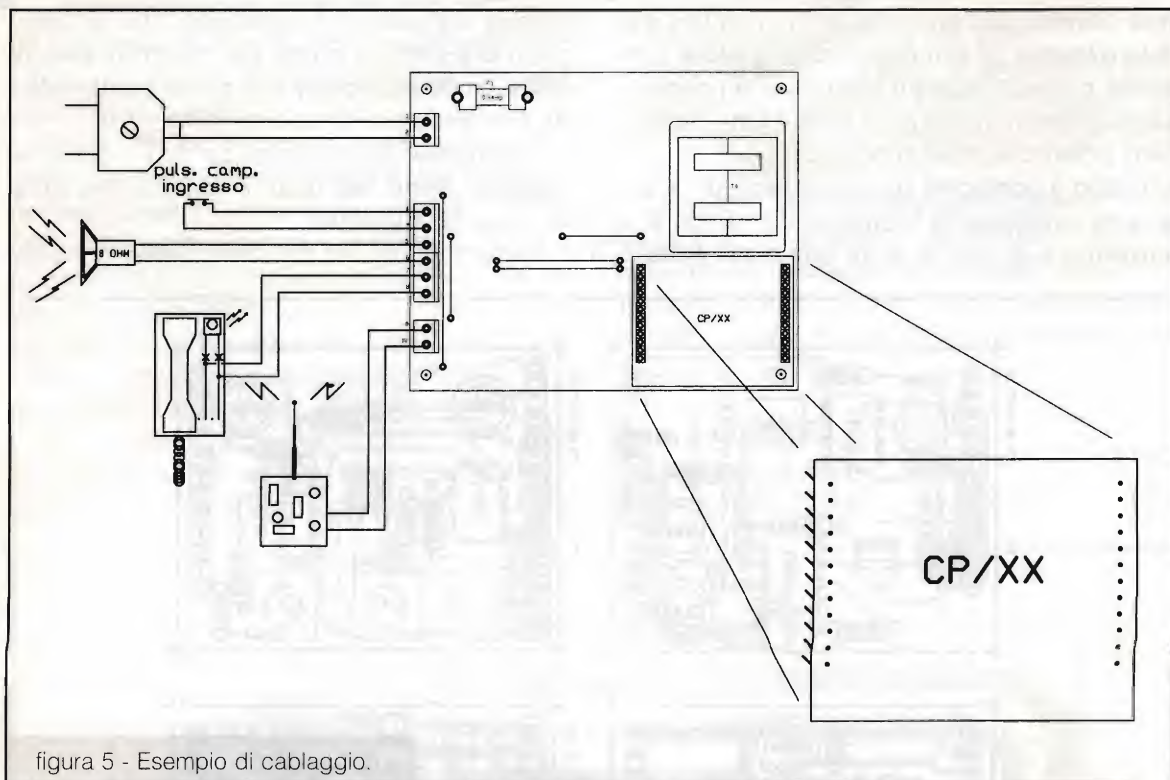 puls. camp.
ingresso
8 OHM
CP/XX
CP/XX
figura 5 - Esempio di cablaggio.